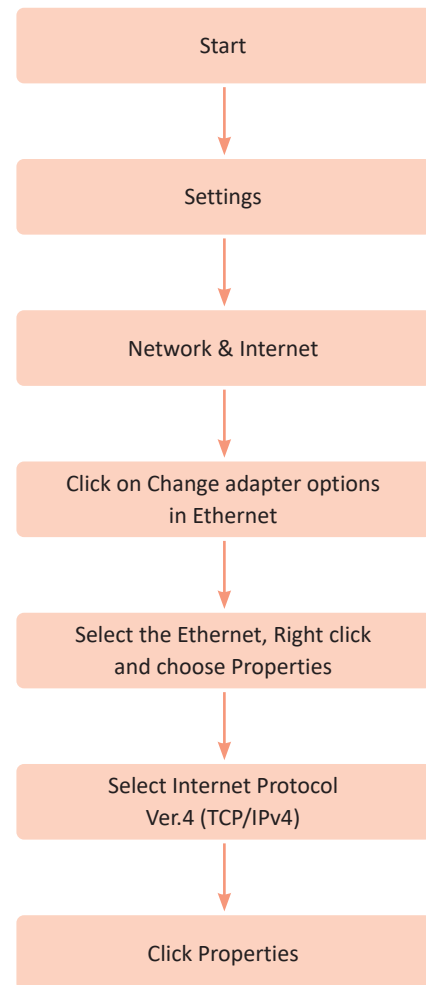 Start
Settings
Network & Internet
Click on Change adapter options
in Ethernet
Select the Ethernet, Right click
and choose Properties
Select Internet Protocol
Ver.4 (TCP/IPv4)
Click Properties